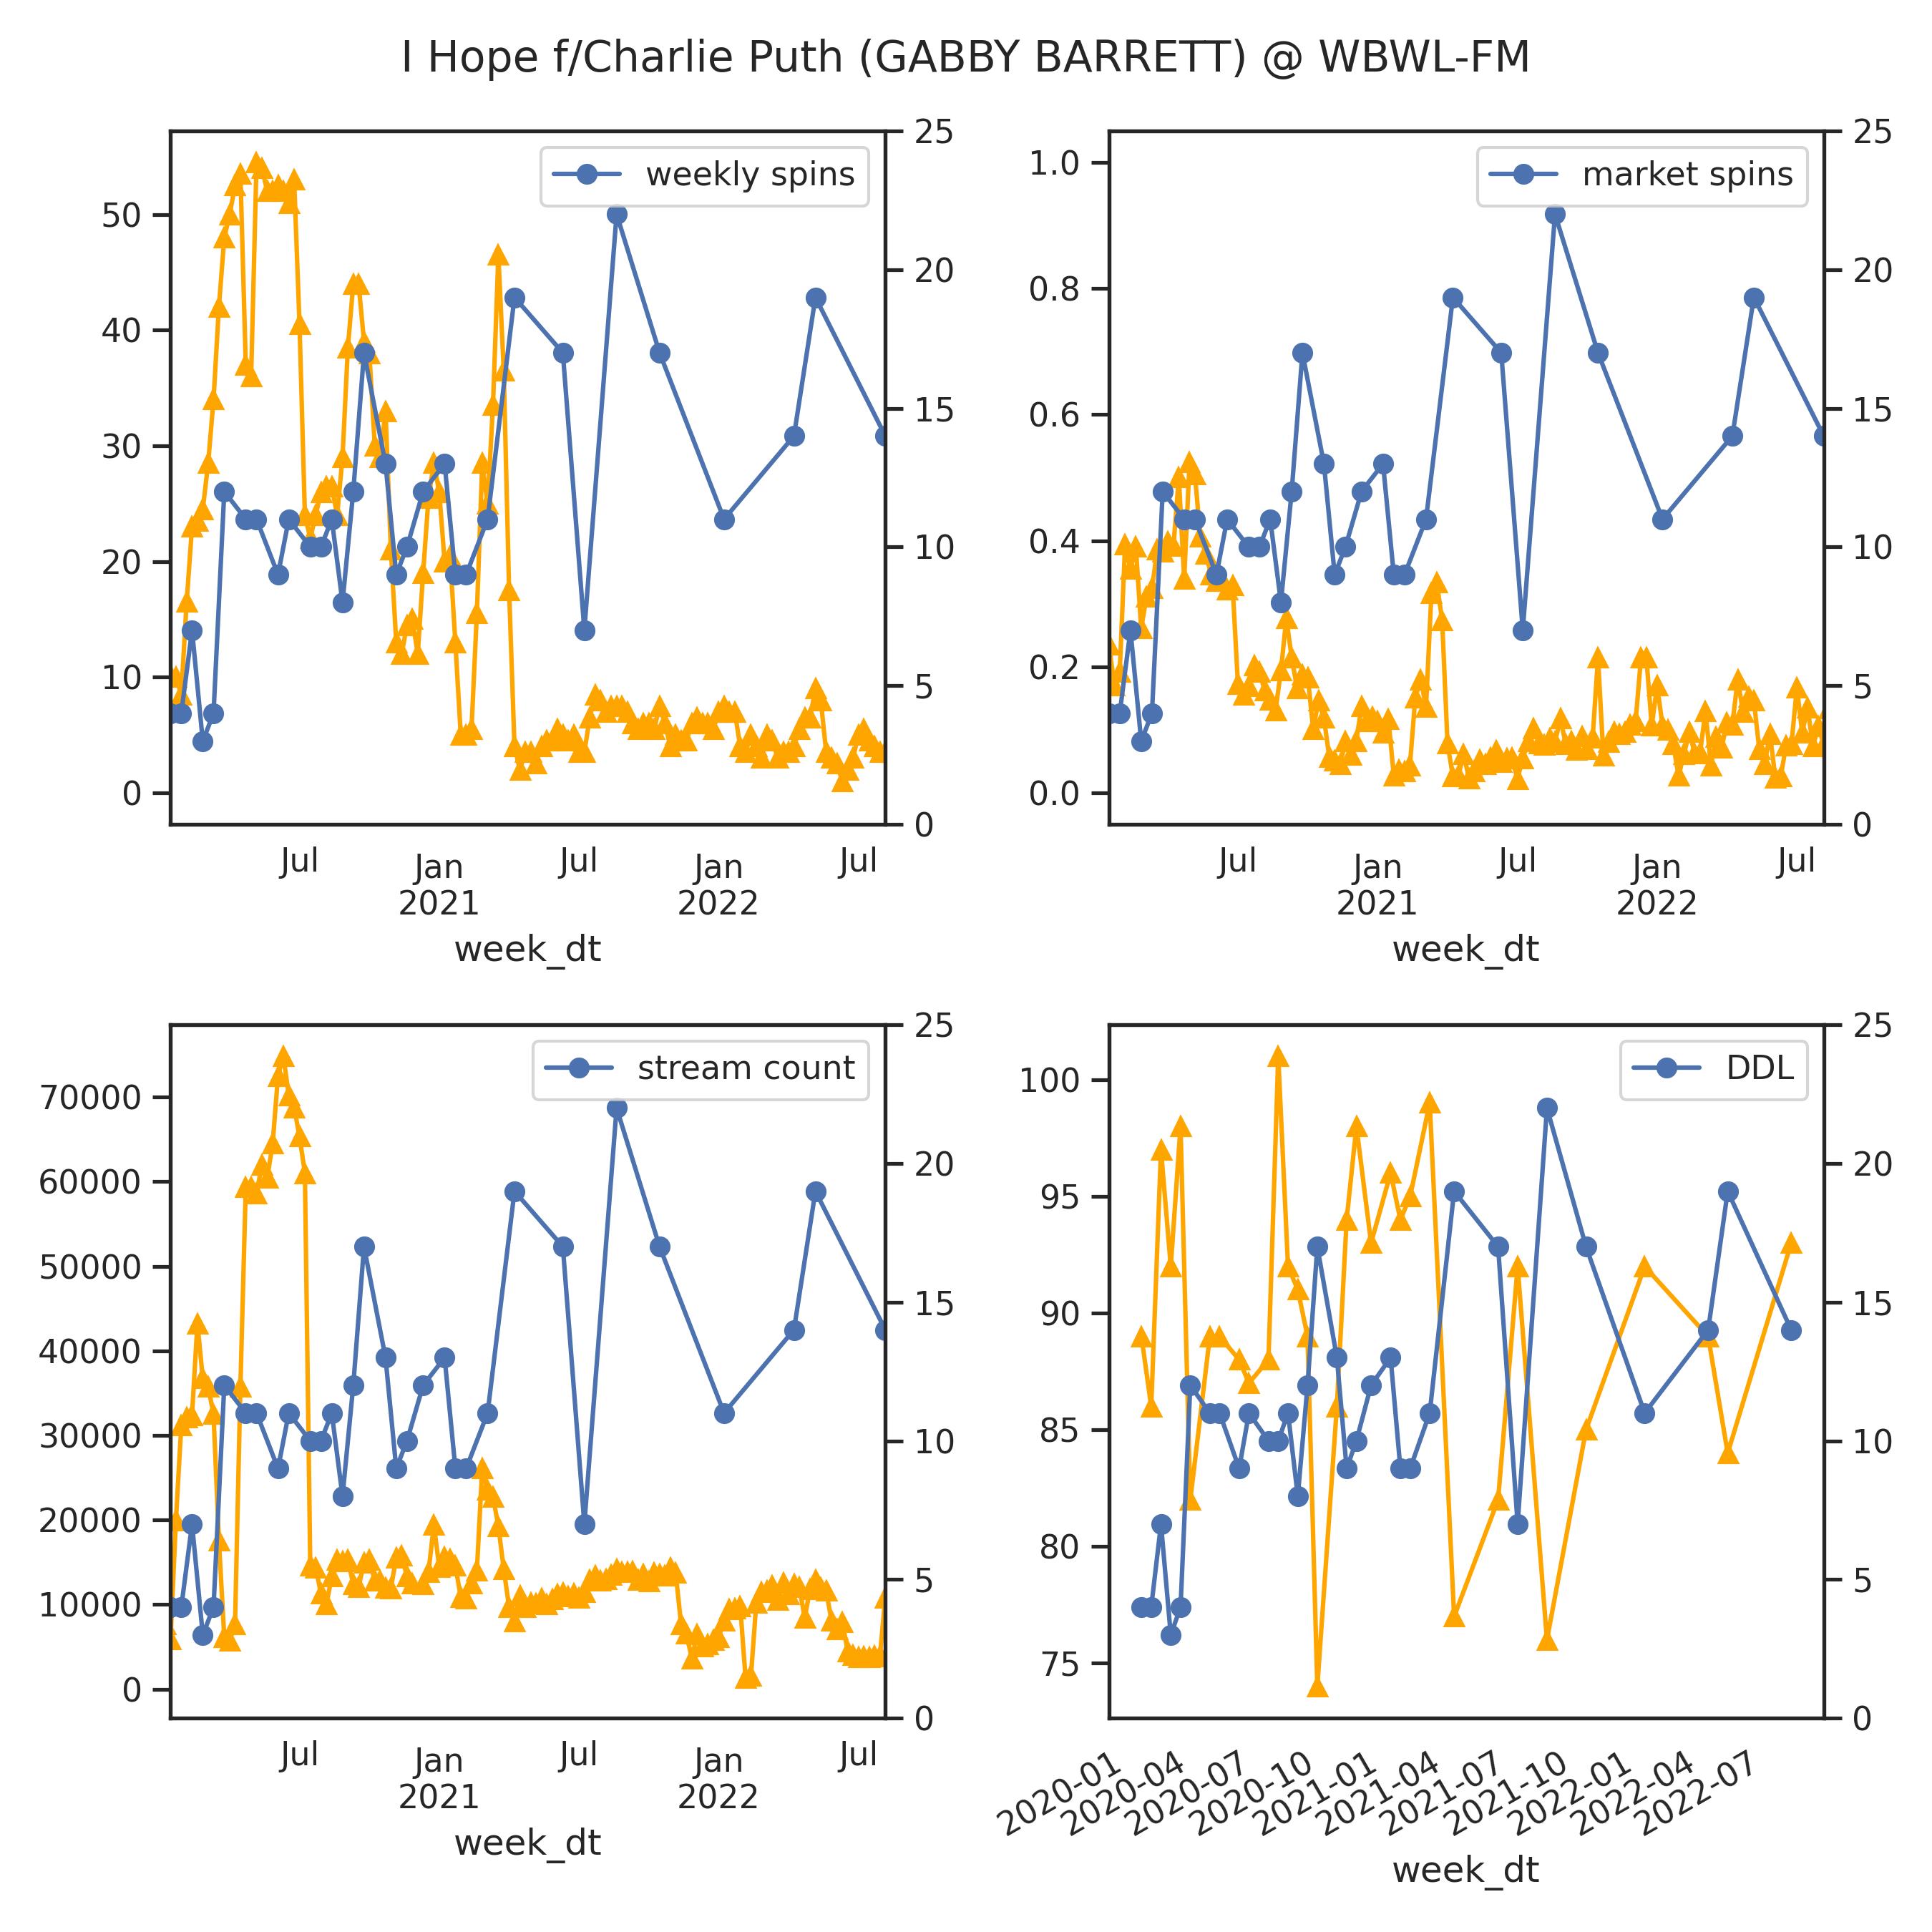 I Hope f/Charlie Puth (GABBY BARRETT) @ WBWL-FM
weekly spins
50
40
30
20
10
0
25
20
15
10
5
0
Jul
Jan
2021
Jul
Jan
2022
Jul
week_dt
market spins
1.0
0.8
0.6
0.4
0.2
0.0
25
20
15
10
5
0
Jul
Jan
2021
Jul
Jan
2022
Jul
week_dt
stream count
70000
60000
50000
40000
30000
20000
10000
0
25
20
15
10
5
0
Jul
Jan
2021
Jul
Jan
2022
Jul
week_dt
DDL
100
95
90
85
80
75
25
20
15
10
5
0
2020-01
2020-04
2020-07
2020-10
2021-01
2021-04
2021-07
2021-10
2022-01
2022-04
2022-07
week_dt